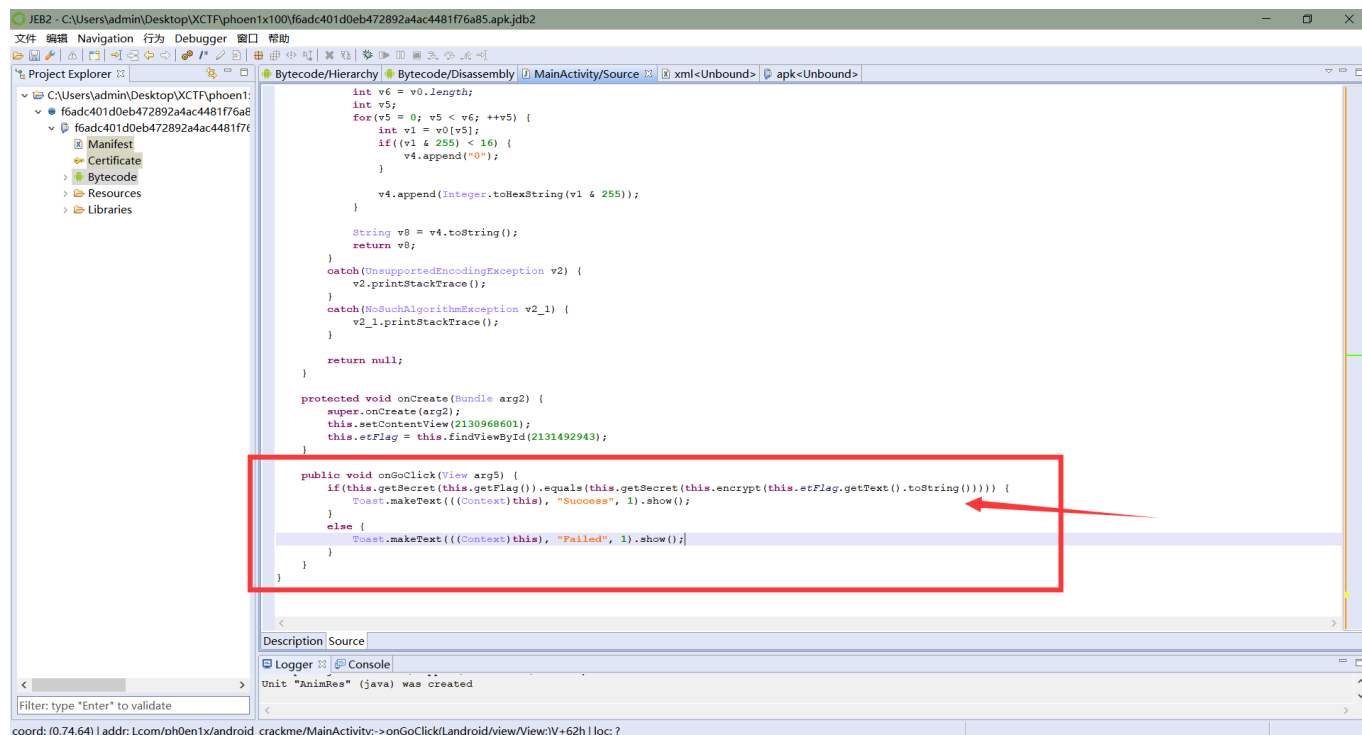 JEB2 - C:\Users\admin\Desktop\XCTF\phoen1x100\f6adc401d0eb472892a4ac4481f76a85.apk.jdb2
文件 编辑 Navigation 行为 Debugger 窗口 帮助
Project Explorer
Bytecode/Hierarchy Bytecode/Disassembly MainActivity/Source xml<Unbound> apk<Unbound>
C:\Users\admin\Desktop\XCTF\phoen1:
f6adc401d0eb472892a4ac4481f76a8
f6adc401d0eb472892a4ac4481f76
Manifest
Certificate
Bytecode
Resources
Libraries
int v6 = v0.length;
int v5;
for(v5 = 0; v5 < v6; ++v5) {
int v1 = v0[v5];
if((v1 & 255) < 16) {
v4.append("0");
}
v4.append(Integer.toHexString(v1 & 255));
}
String v8 = v4.toString();
return v8;
}
catch(UnsupportedEncodingException v2) {
v2.printStackTrace();
}
catch(NoSuchAlgorithmException v2_1) {
v2_1.printStackTrace();
}
return null;
}
protected void onCreate(Bundle arg2) {
super.onCreate(arg2);
this.setContentView(2130968601);
this.etFlag = this.findViewById(2131492943);
}
public void onGoClick(View arg5) {
if(this.getSecret(this.getFlag()).equals(this.getSecret(this.encrypt(this.etFlag.getText().toString())))) {
Toast.makeText(((Context)this), "Success", 1).show();
}
else {
Toast.makeText(((Context)this), "Failed", 1).show();
}
}
}
Description Source
Logger Console
Unit "AnimRes" (java) was created
Filter: type "Enter" to validate
coord: (0,74,64) | addr: Lcom/ph0en1x/android_crackme/MainActivity;->onGoClick(Landroid/view/View;)V+62h | loc: ?